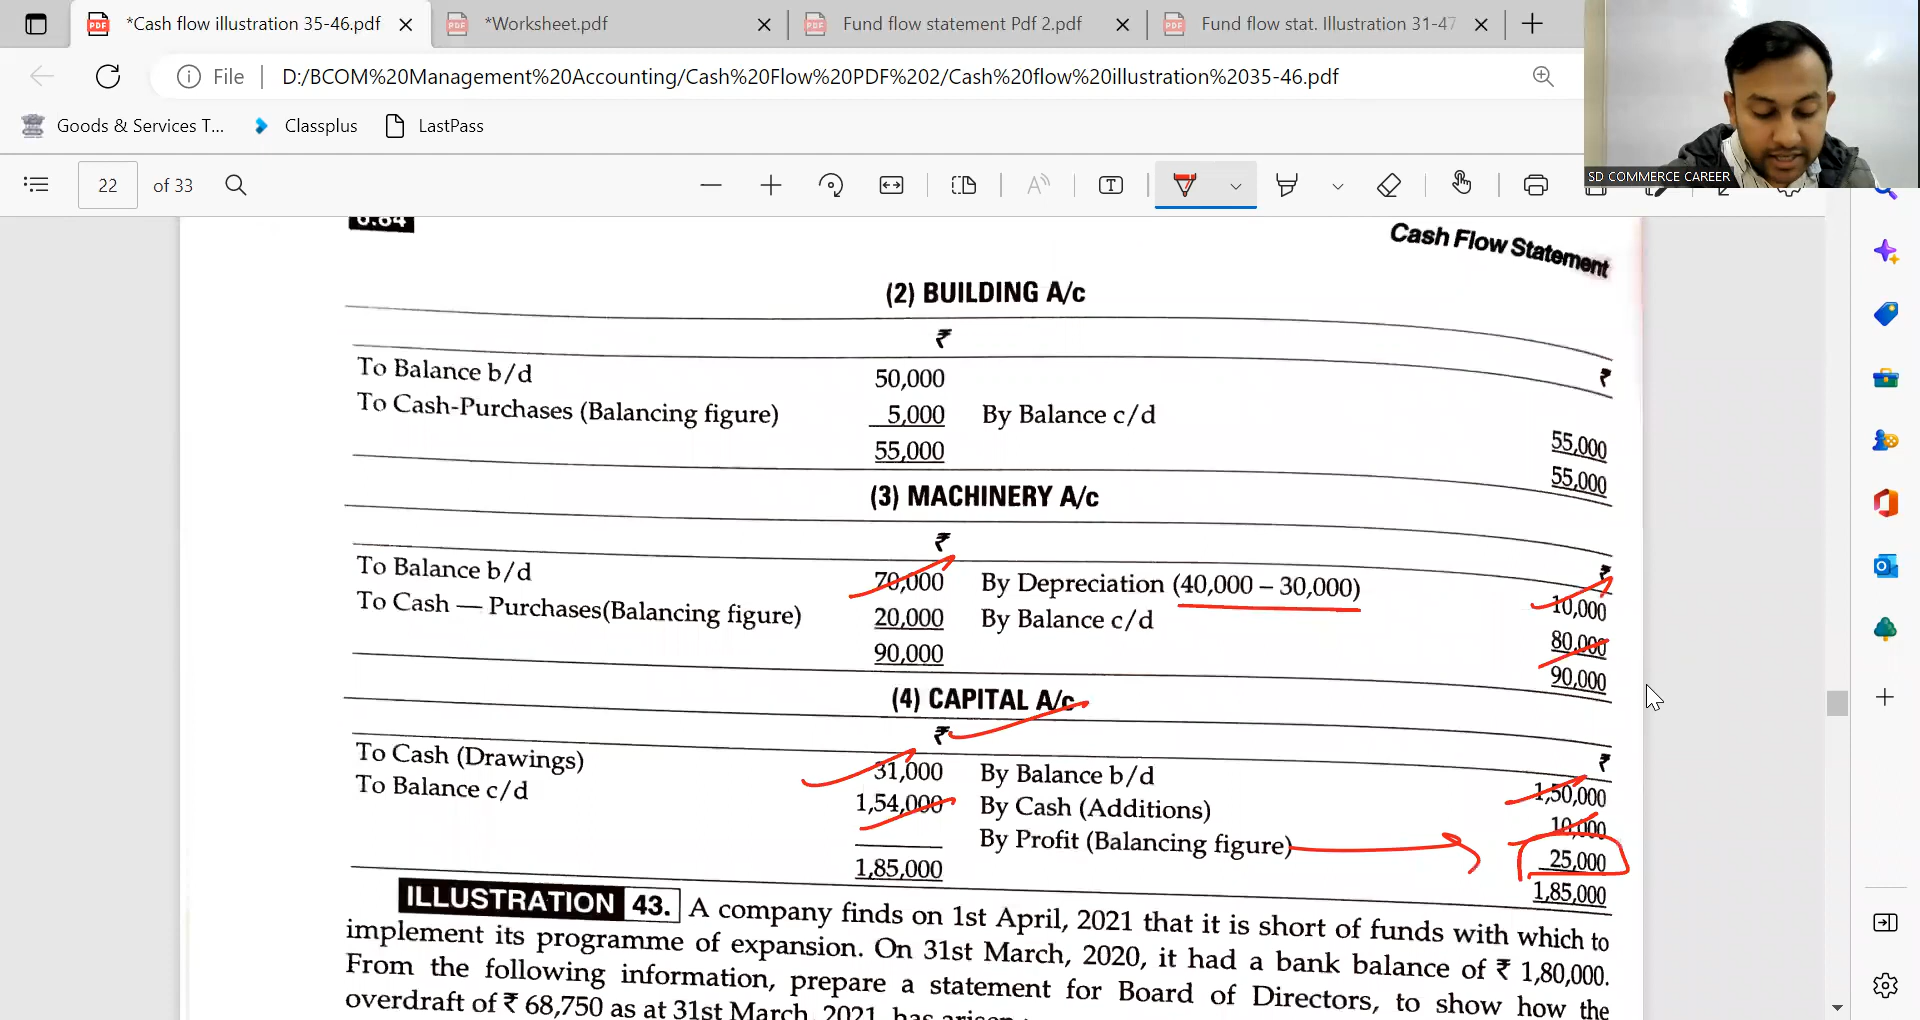 *Cash flow illustration 35-46.pdf
*Worksheet.pdf
Fund flow statement Pdf 2.pdf
Fund flow stat. Illustration 31-47
File
D:/BCOM%20Management%20Accounting/Cash%20Flow%20PDF%202/Cash%20flow%20illustration%2035-46.pdf
Goods & Services T...
Classplus
LastPass
SD COMMERCE CAREER
22 of 33
Cash Flow Statement
(2) BUILDING A/c
₹ ₹
To Balance b/d 50,000
To Cash-Purchases (Balancing figure) 5,000 By Balance c/d 55,000
55,000 55,000
(3) MACHINERY A/c
₹ ₹
To Balance b/d 70,000 By Depreciation (40,000 – 30,000) 10,000
To Cash — Purchases(Balancing figure) 20,000 By Balance c/d 80,000
90,000 90,000
(4) CAPITAL A/c
₹ ₹
To Cash (Drawings) 31,000 By Balance b/d 1,50,000
To Balance c/d 1,54,000 By Cash (Additions) 10,000
By Profit (Balancing figure) 25,000
1,85,000 1,85,000
ILLUSTRATION 43. A company finds on 1st April, 2021 that it is short of funds with which to
implement its programme of expansion. On 31st March, 2020, it had a bank balance of ₹ 1,80,000.
From the following information, prepare a statement for Board of Directors, to show how the
overdraft of ₹ 68,750 as at 31st March, 2021, has arisen